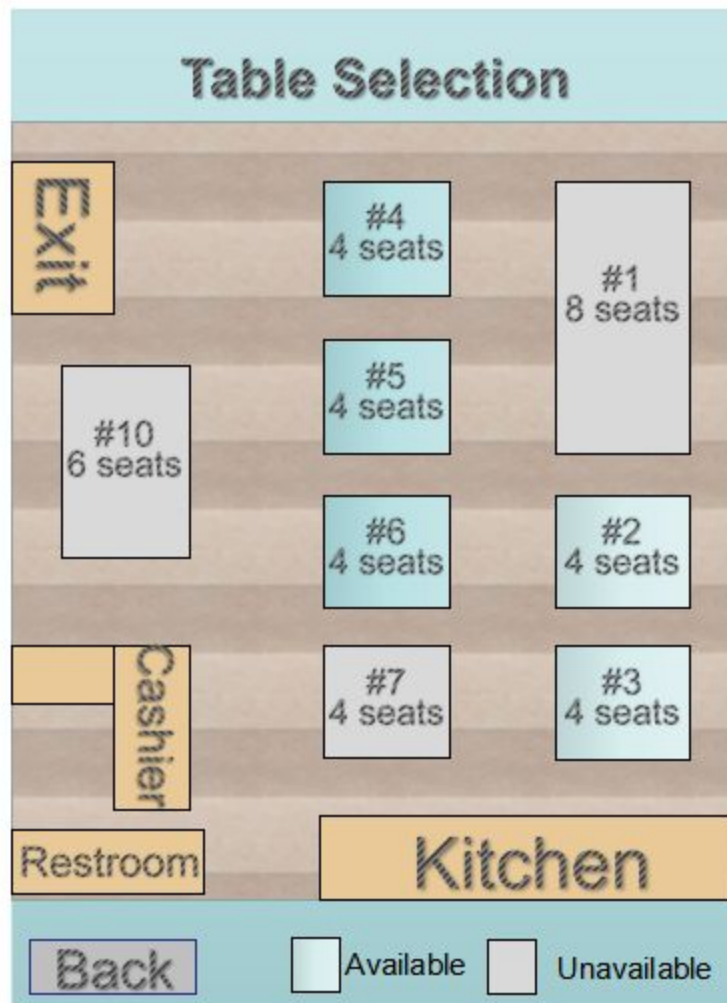 Table Selection
Exit
#4
4 seats
#1
8 seats
#5
4 seats
#10
6 seats
#6
4 seats
#2
4 seats
Cashier
#7
4 seats
#3
4 seats
Restroom
Kitchen
Back
Available
Unavailable